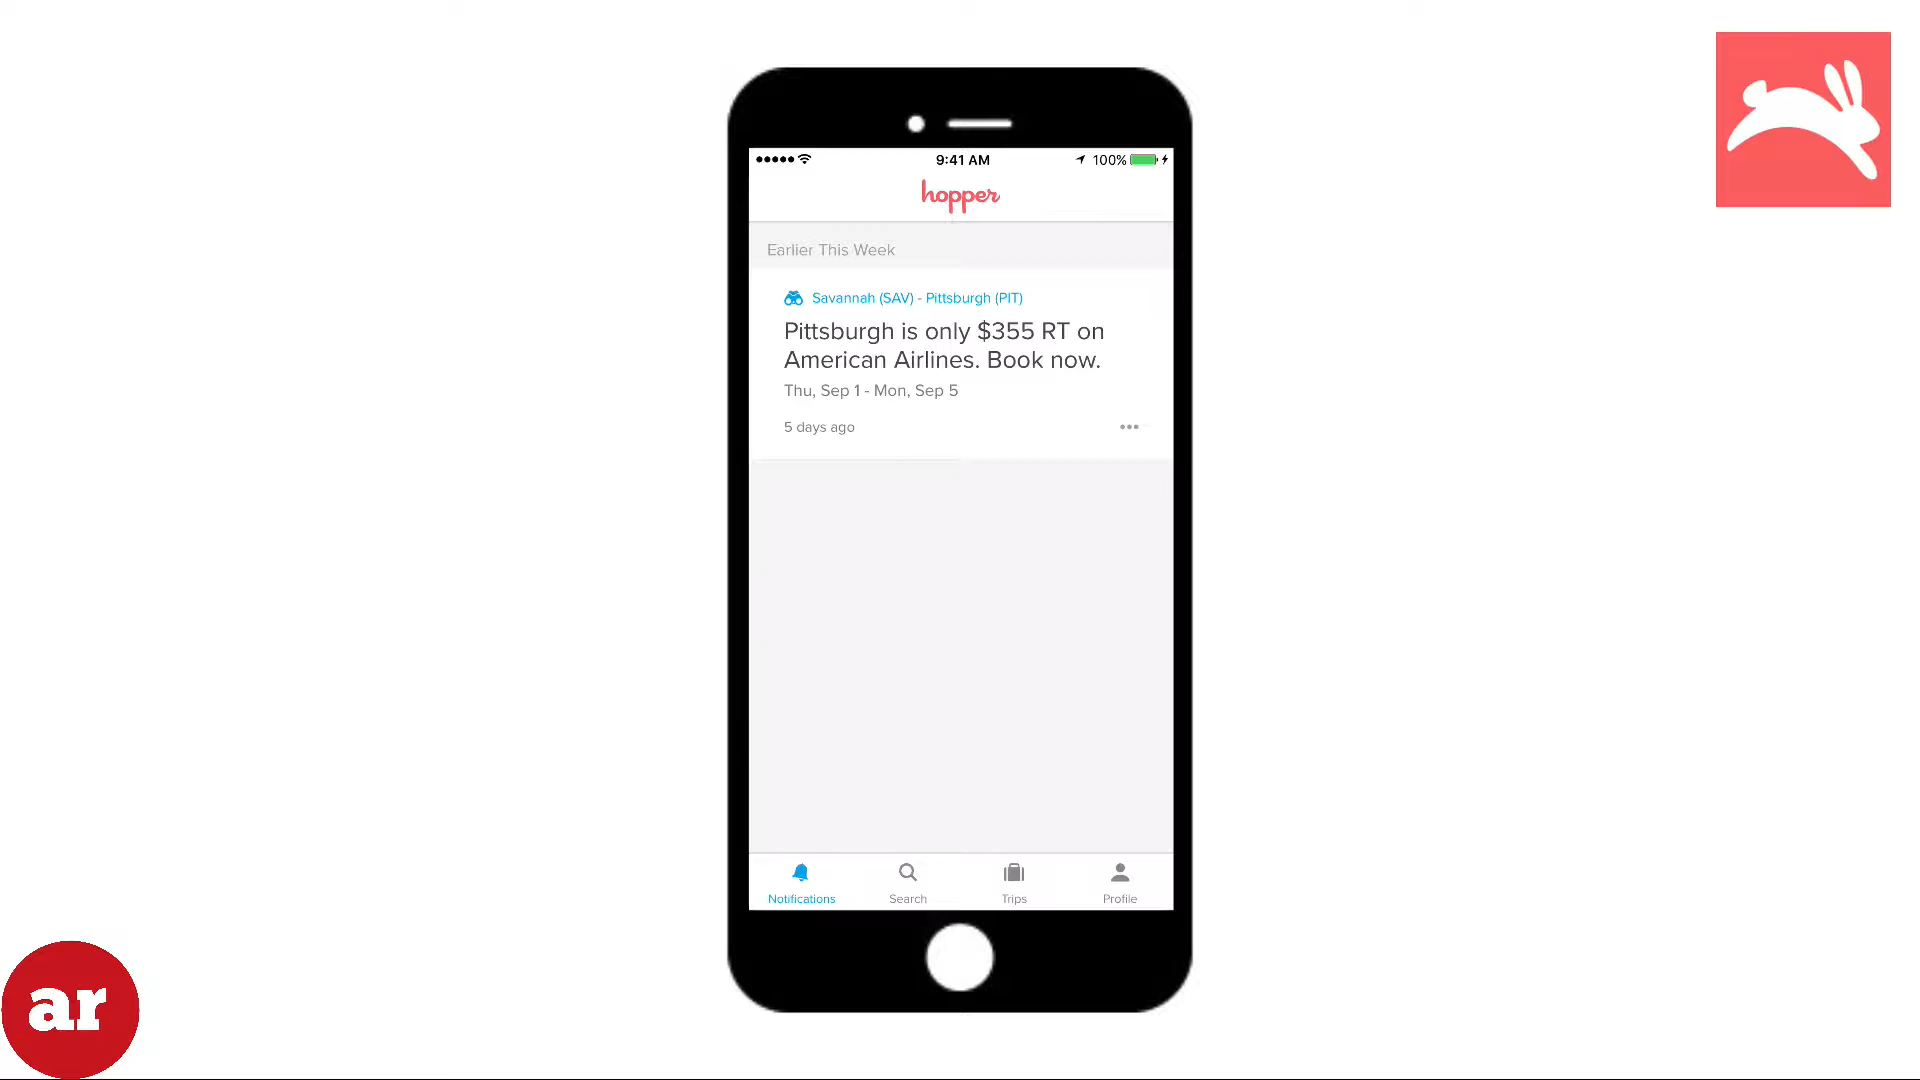 9:41 AM
100%
hopper
Earlier This Week
Savannah (SAV) - Pittsburgh (PIT)
Pittsburgh is only $355 RT on
American Airlines. Book now.
Thu, Sep 1 - Mon, Sep 5
5 days ago
Notifications
Search
Trips
Profile
ar